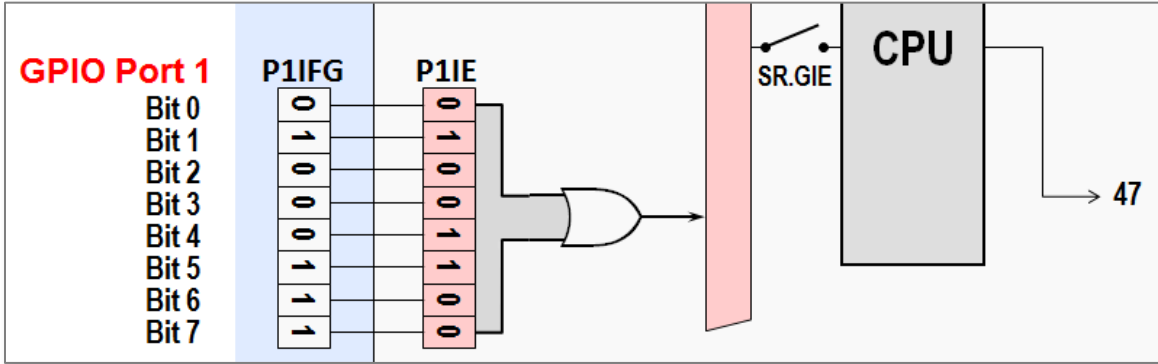 GPIO Port 1 P1IFG P1IE SR.GIE CPU
Bit 0 0 0
Bit 1 1 1
Bit 2 0 0
Bit 3 0 0
Bit 4 0 1
Bit 5 1 1
Bit 6 1 0
Bit 7 1 0
47